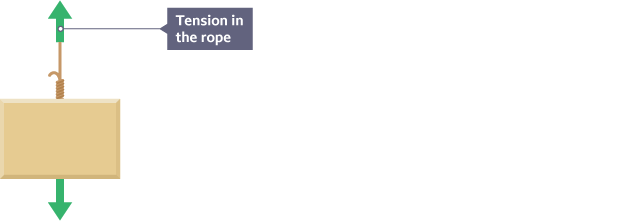 Tension in
the rope